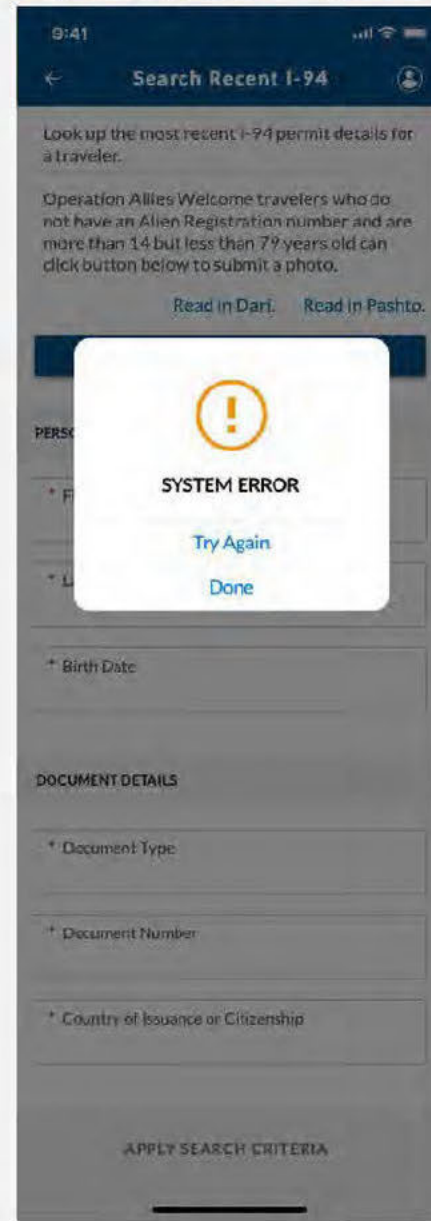 9:41
Search Recent I-94
Look up the most recent I-94 permit details for
a traveler.
Operation Allies Welcome travelers who do
not have an Alien Registration number and are
more than 14 but less than 79 years old can
click button below to submit a photo.
Read in Dari. Read in Pashto.
SYSTEM ERROR
Try Again
Done
* Birth Date
DOCUMENT DETAILS
* Document Type
* Document Number
* Country of Issuance or Citizenship
APPLY SEARCH CRITERIA